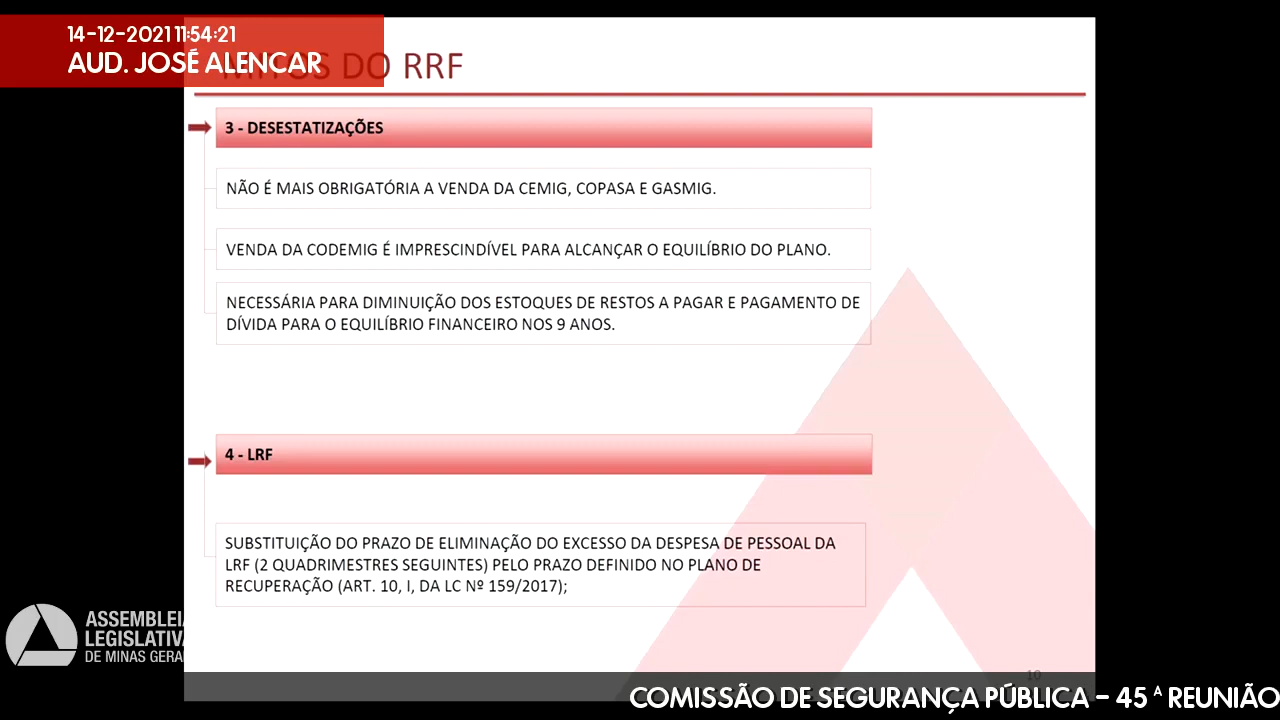 14-12-2021 11:54:21
AUD. JOSÉ ALENCAR
MITOS DO RRF
3 - DESESTATIZAÇÕES
NÃO É MAIS OBRIGATÓRIA A VENDA DA CEMIG, COPASA E GASMIG.
VENDA DA CODEMIG É IMPRESCINDÍVEL PARA ALCANÇAR O EQUILÍBRIO DO PLANO.
NECESSÁRIA PARA DIMINUIÇÃO DOS ESTOQUES DE RESTOS A PAGAR E PAGAMENTO DE
DÍVIDA PARA O EQUILÍBRIO FINANCEIRO NOS 9 ANOS.
4 - LRF
SUBSTITUIÇÃO DO PRAZO DE ELIMINAÇÃO DO EXCESSO DA DESPESA DE PESSOAL DA
LRF (2 QUADRIMESTRES SEGUINTES) PELO PRAZO DEFINIDO NO PLANO DE
RECUPERAÇÃO (ART. 10, I, DA LC Nº 159/2017);
ASSEMBLEIA
LEGISLATIVA
DE MINAS GERAI
10
COMISSÃO DE SEGURANÇA PÚBLICA - 45ª REUNIÃO